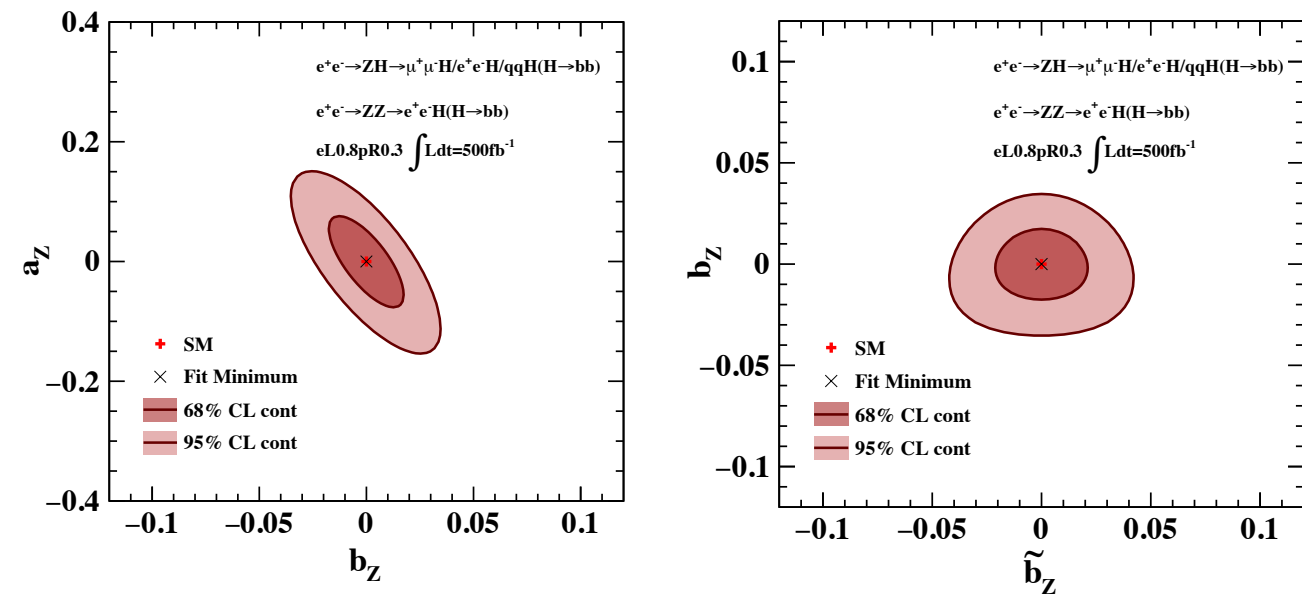 e⁺e⁻→ZH→μ⁺μ⁻H/e⁺e⁻H/qqH(H→bb)
e⁺e⁻→ZZ→e⁺e⁻H(H→bb)
eL0.8pR0.3 ∫Ldt=500fb⁻¹
0.4
0.2
0
−0.2
−0.4
a_Z
SM
Fit Minimum
68% CL cont
95% CL cont
−0.1 −0.05 0 0.05 0.1
b_Z
e⁺e⁻→ZH→μ⁺μ⁻H/e⁺e⁻H/qqH(H→bb)
e⁺e⁻→ZZ→e⁺e⁻H(H→bb)
eL0.8pR0.3 ∫Ldt=500fb⁻¹
0.1
0.05
0
−0.05
−0.1
b_Z
SM
Fit Minimum
68% CL cont
95% CL cont
−0.1 −0.05 0 0.05 0.1
b̃_Z